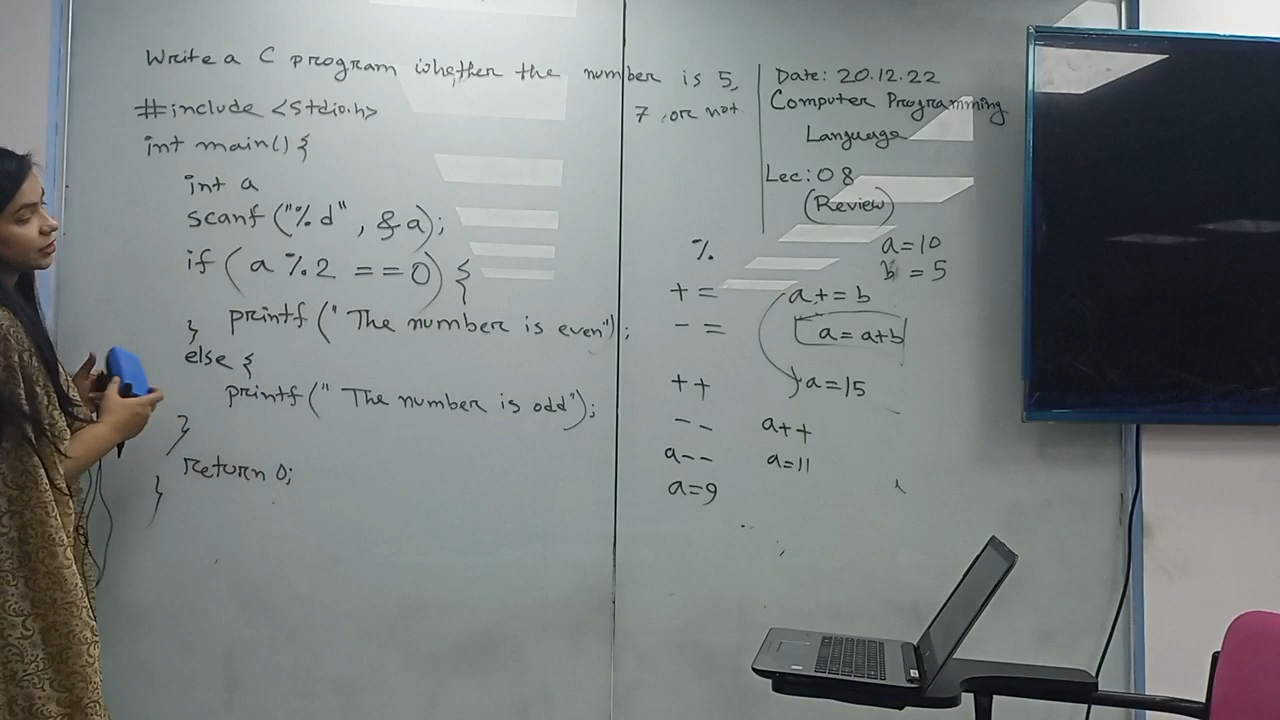 Write a C program whether the number is 5,
7, or not
#include <stdio.h>
int main() {
int a
scanf ("%d", &a);
if (a %2 == 0) {
printf (" The number is even");
}
else {
printf (" The number is odd");
}
return 0;
}
Date: 20.12.22
Computer Programming
Language
Lec: 08
(Review)
%
a=10
b =5
+=
a+=b
-=
a=a+b
++
a=15
--
a++
a--
a=11
a=9